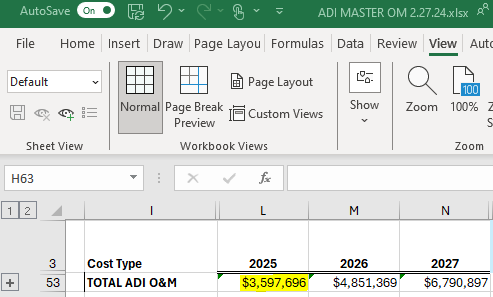 AutoSave On ADI MASTER OM 2.27.24.xlsx
File Home Insert Draw Page Layou Formulas Data Review View Auto
Default
Normal Page Break Preview
Page Layout
Custom Views
Show
Zoom 100% Z
100
S
Sheet View Workbook Views Zoom
H63 fx
1 2 I L M N
3 Cost Type 2025 2026 2027
53 TOTAL ADI O&M $3,597,696 $4,851,369 $6,790,897